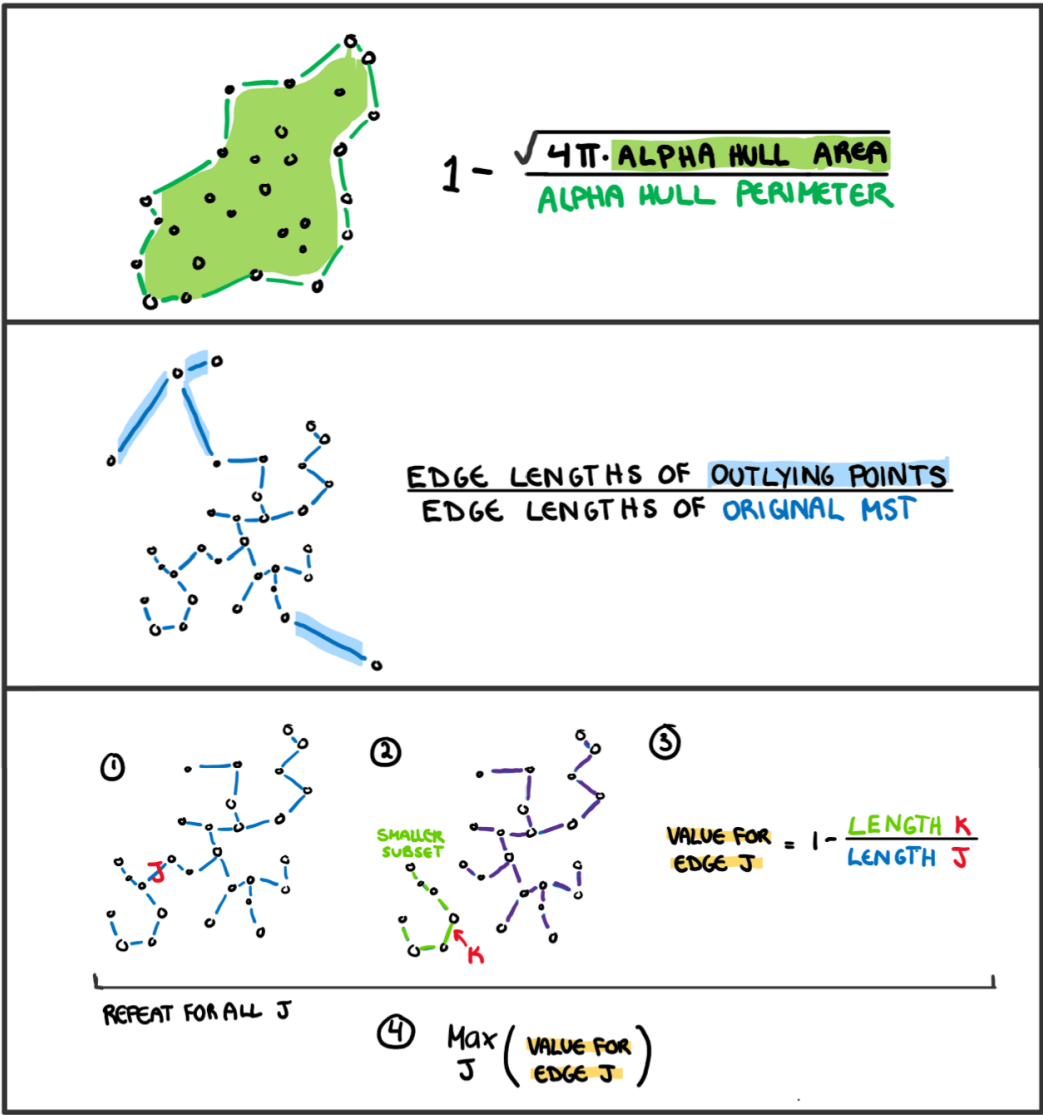 1 - √4π·ALPHA HULL AREA
ALPHA HULL PERIMETER
EDGE LENGTHS OF OUTLYING POINTS
EDGE LENGTHS OF ORIGINAL MST
1
J
2
SMALLER
SUBSET
K
3
VALUE FOR
EDGE J
= 1 -
LENGTH K
LENGTH J
REPEAT FOR ALL J
4
Max
J
( VALUE FOR
EDGE J )